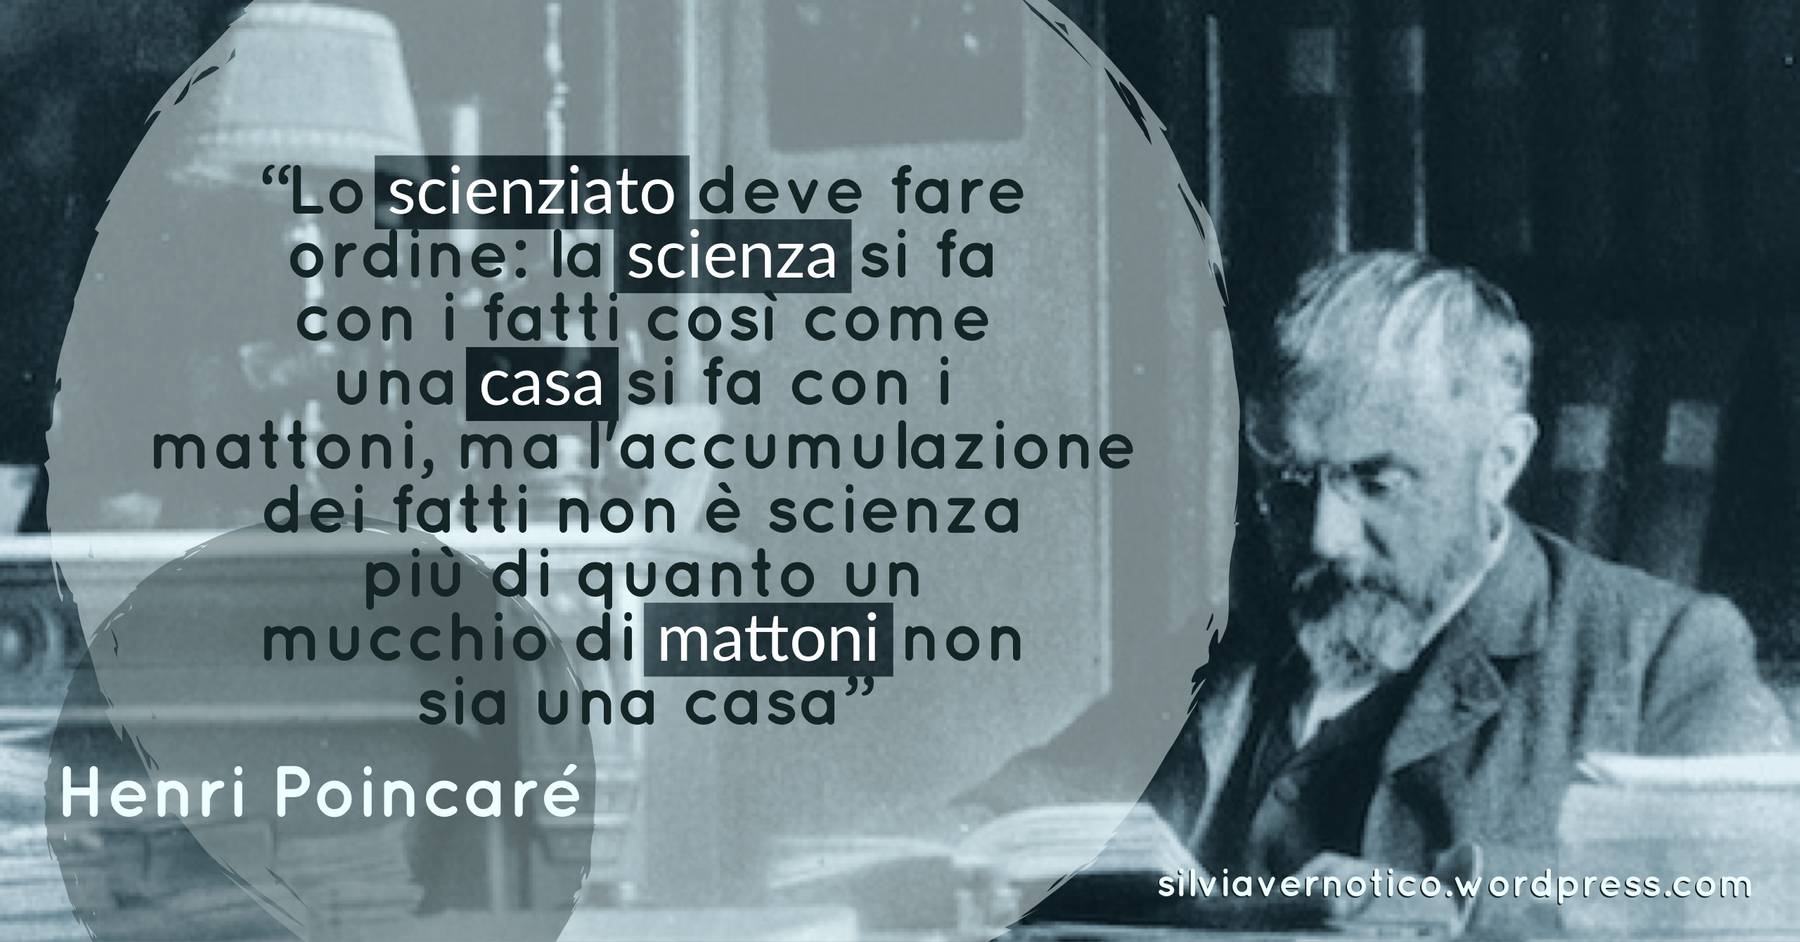 “Lo scienziato deve fare
ordine: la scienza si fa
con i fatti così come
una casa si fa con i
mattoni, ma l'accumulazione
dei fatti non è scienza
più di quanto un
mucchio di mattoni non
sia una casa”
Henri Poincaré
silviavernotico.wordpress.com